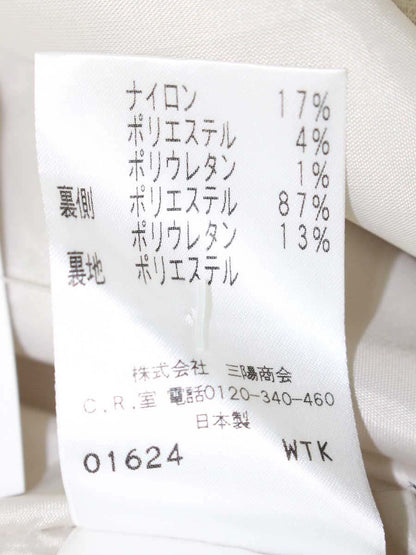 ナイロン 17%
ポリエステル 4%
ポリウレタン 1%
裏側 ポリエステル 87%
ポリウレタン 13%
裏地 ポリエステル
株式会社 三陽商会
C.R.室 電話0120-340-460
日本製
01624 WTK